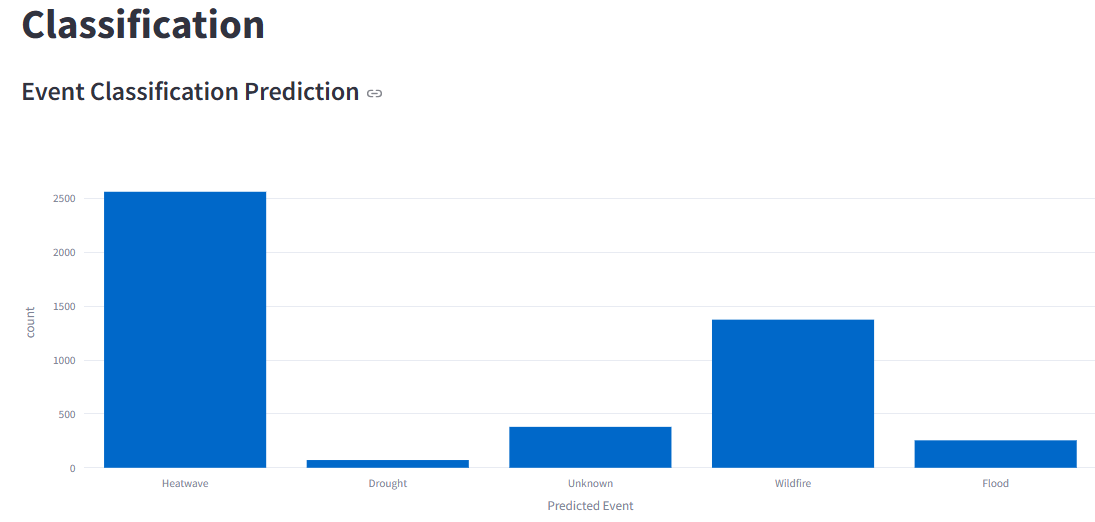 Classification
Event Classification Prediction
2500
2000
1500
1000
500
0
count
Heatwave Drought Unknown Wildfire Flood
Predicted Event